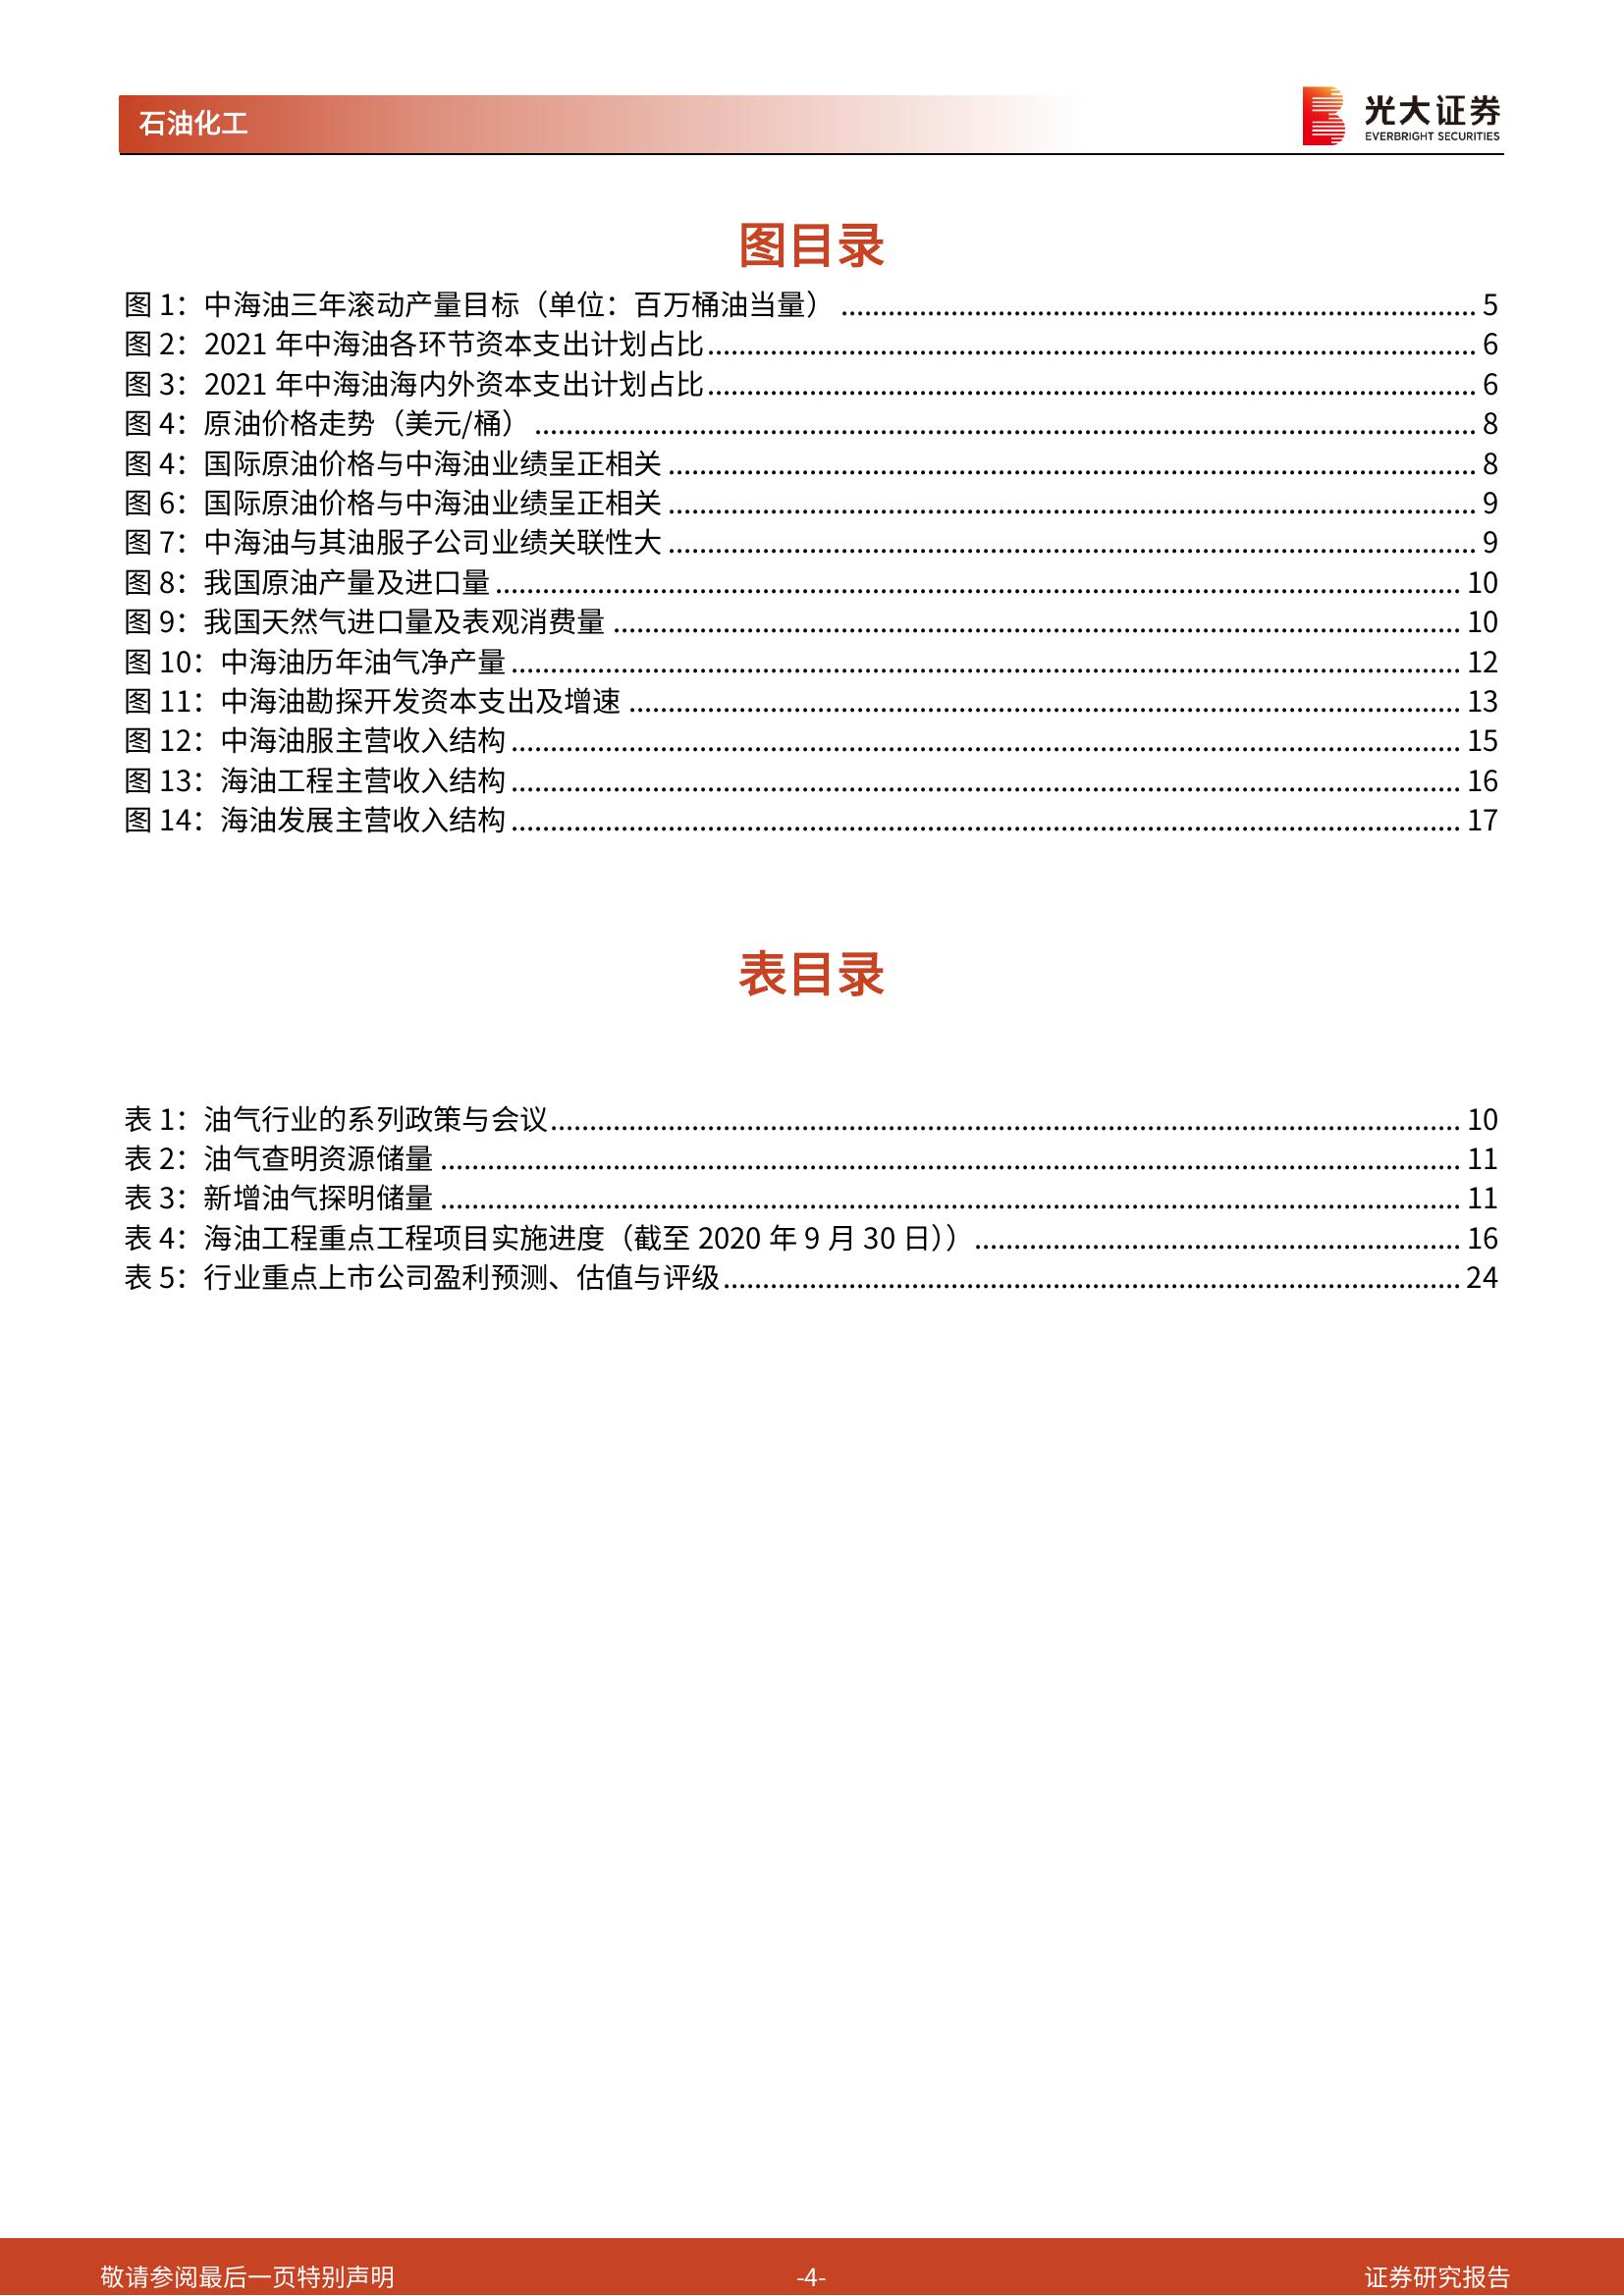 石油化工
光大证券
EVERBRIGHT SECURITIES
图目录
图 1：中海油三年滚动产量目标（单位：百万桶油当量） ........ 5
图 2：2021 年中海油各环节资本支出计划占比 ........ 6
图 3：2021 年中海油海内外资本支出计划占比 ........ 6
图 4：原油价格走势（美元/桶） ........ 8
图 4：国际原油价格与中海油业绩呈正相关 ........ 8
图 6：国际原油价格与中海油业绩呈正相关 ........ 9
图 7：中海油与其油服子公司业绩关联性大 ........ 9
图 8：我国原油产量及进口量 ........ 10
图 9：我国天然气进口量及表观消费量 ........ 10
图 10：中海油历年油气净产量 ........ 12
图 11：中海油勘探开发资本支出及增速 ........ 13
图 12：中海油服主营收入结构 ........ 15
图 13：海油工程主营收入结构 ........ 16
图 14：海油发展主营收入结构 ........ 17
表目录
表 1：油气行业的系列政策与会议 ........ 10
表 2：油气查明资源储量 ........ 11
表 3：新增油气探明储量 ........ 11
表 4：海油工程重点工程项目实施进度（截至 2020 年 9 月 30 日)） ........ 16
表 5：行业重点上市公司盈利预测、估值与评级 ........ 24
敬请参阅最后一页特别声明
-4-
证券研究报告